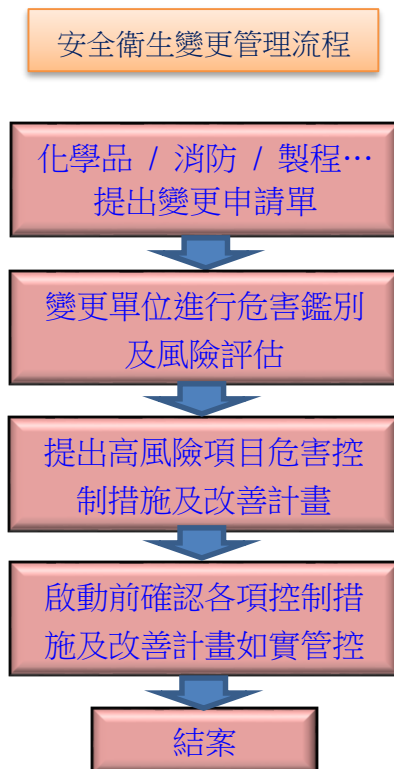 安全衛生變更管理流程
化學品 / 消防 / 製程…
提出變更申請單
變更單位進行危害鑑別
及風險評估
提出高風險項目危害控
制措施及改善計畫
啟動前確認各項控制措
施及改善計畫如實管控
結案